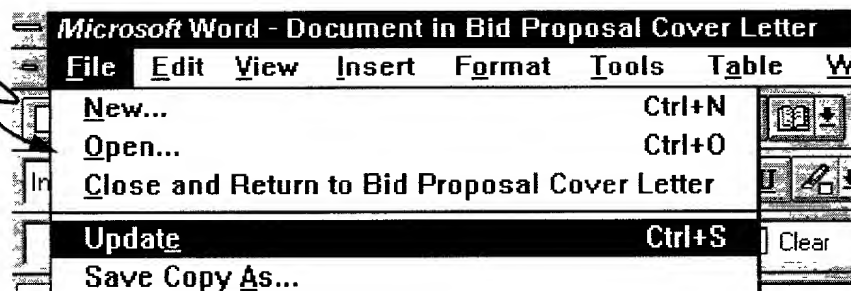 Microsoft Word - Document in Bid Proposal Cover Letter
File Edit View Insert Format Tools Table W
New... Ctrl+N
Open... Ctrl+O
In Close and Return to Bid Proposal Cover Letter U
Update Ctrl+S Clear
Save Copy As...